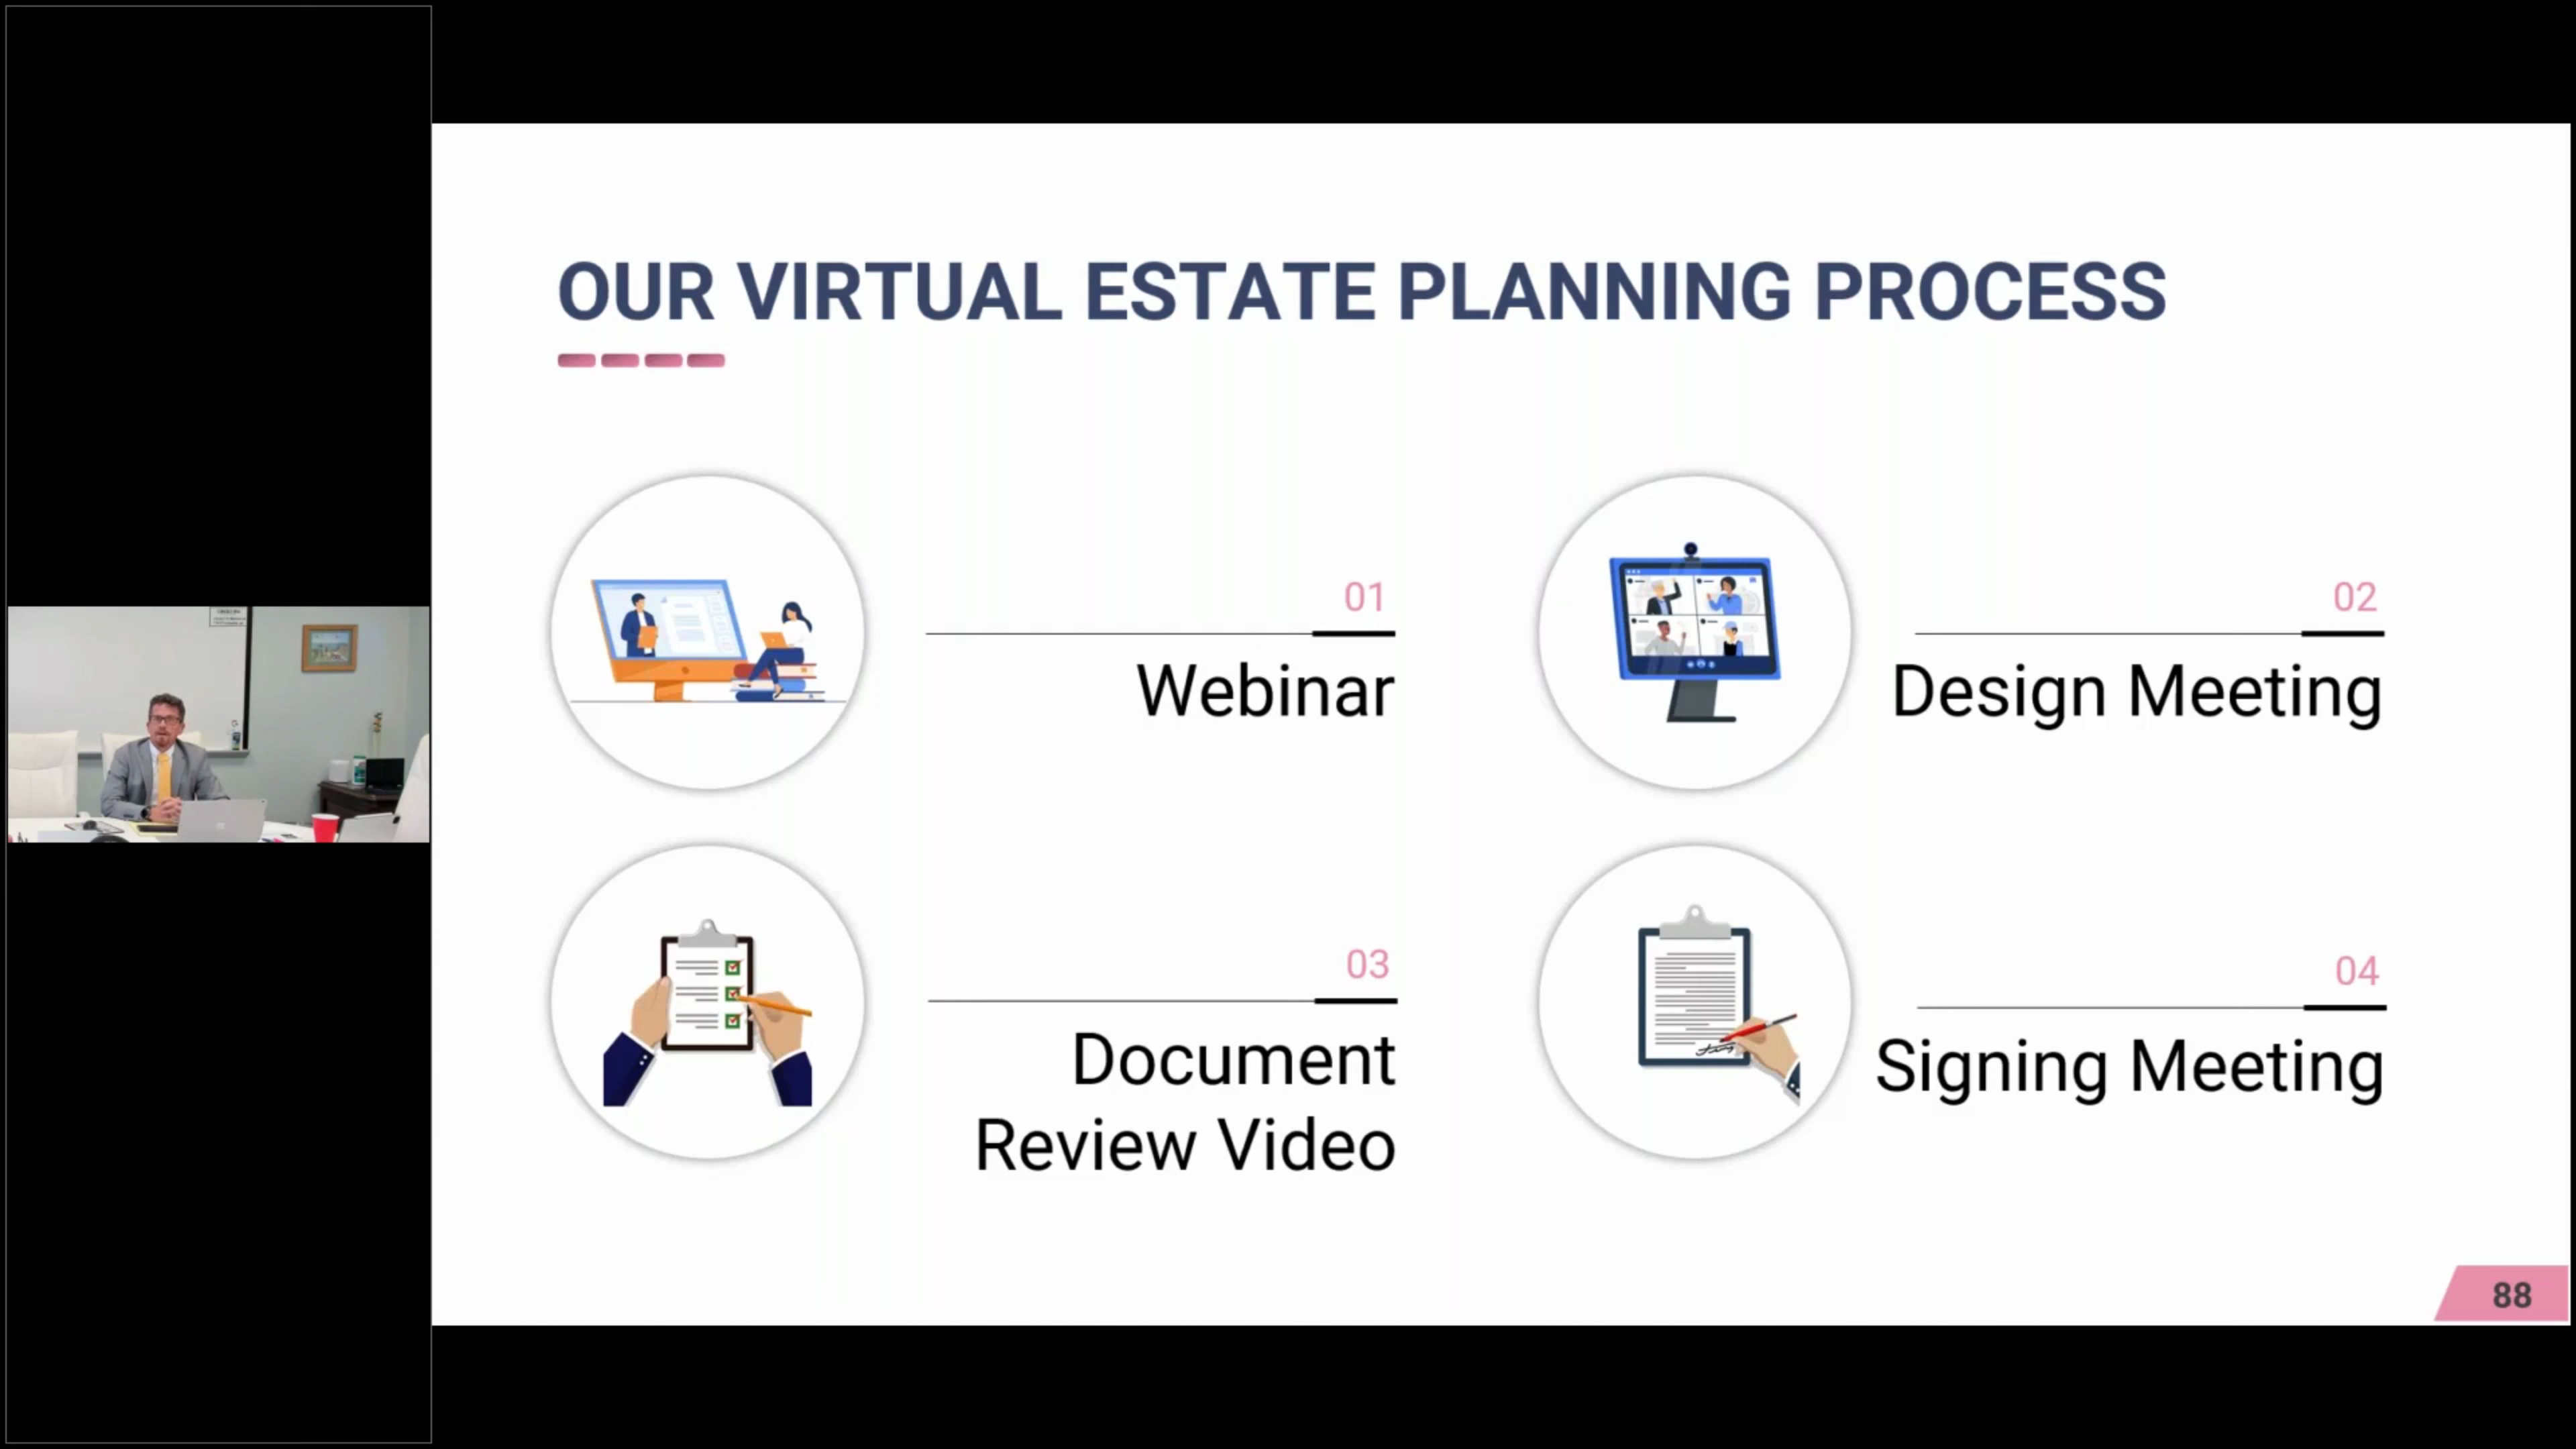 OUR VIRTUAL ESTATE PLANNING PROCESS
01
Webinar
02
Design Meeting
03
Document
Review Video
04
Signing Meeting
88